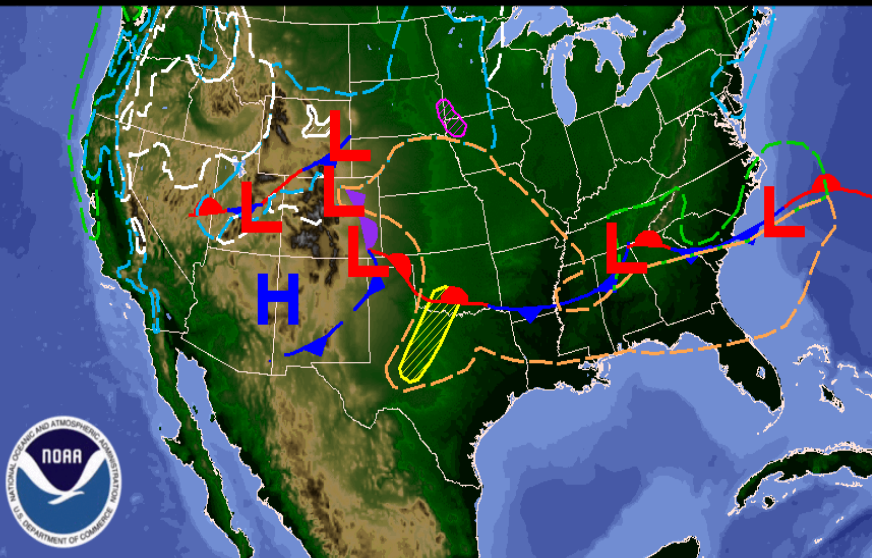 L
L
L
L
L
L
H
NATIONAL OCEANIC AND ATMOSPHERIC ADMINISTRATION
NOAA
U.S. DEPARTMENT OF COMMERCE